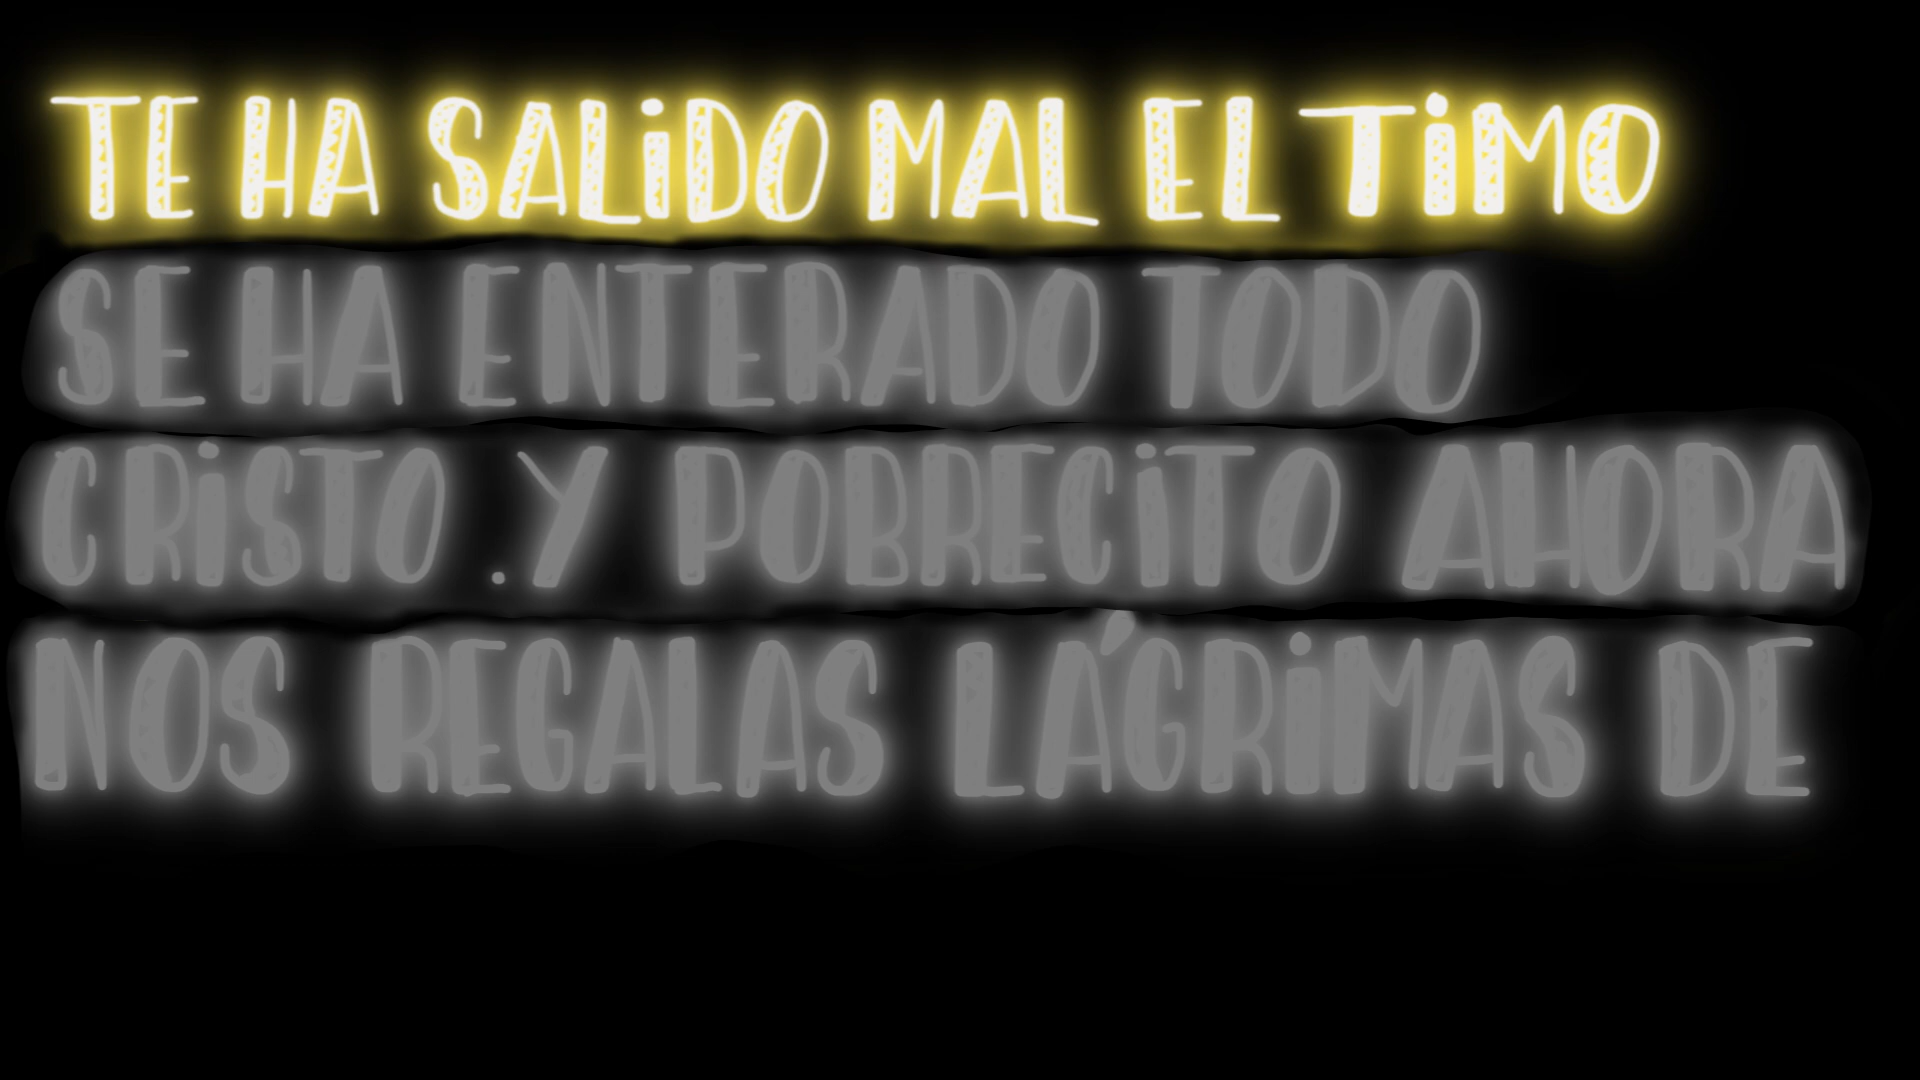 TE HA SALiDO MAL EL TiMO
SE HA ENTERADO TODO
CRiSTO .Y POBRECiTO AHORA
NOS REGALAS LÁGRiMAS DE